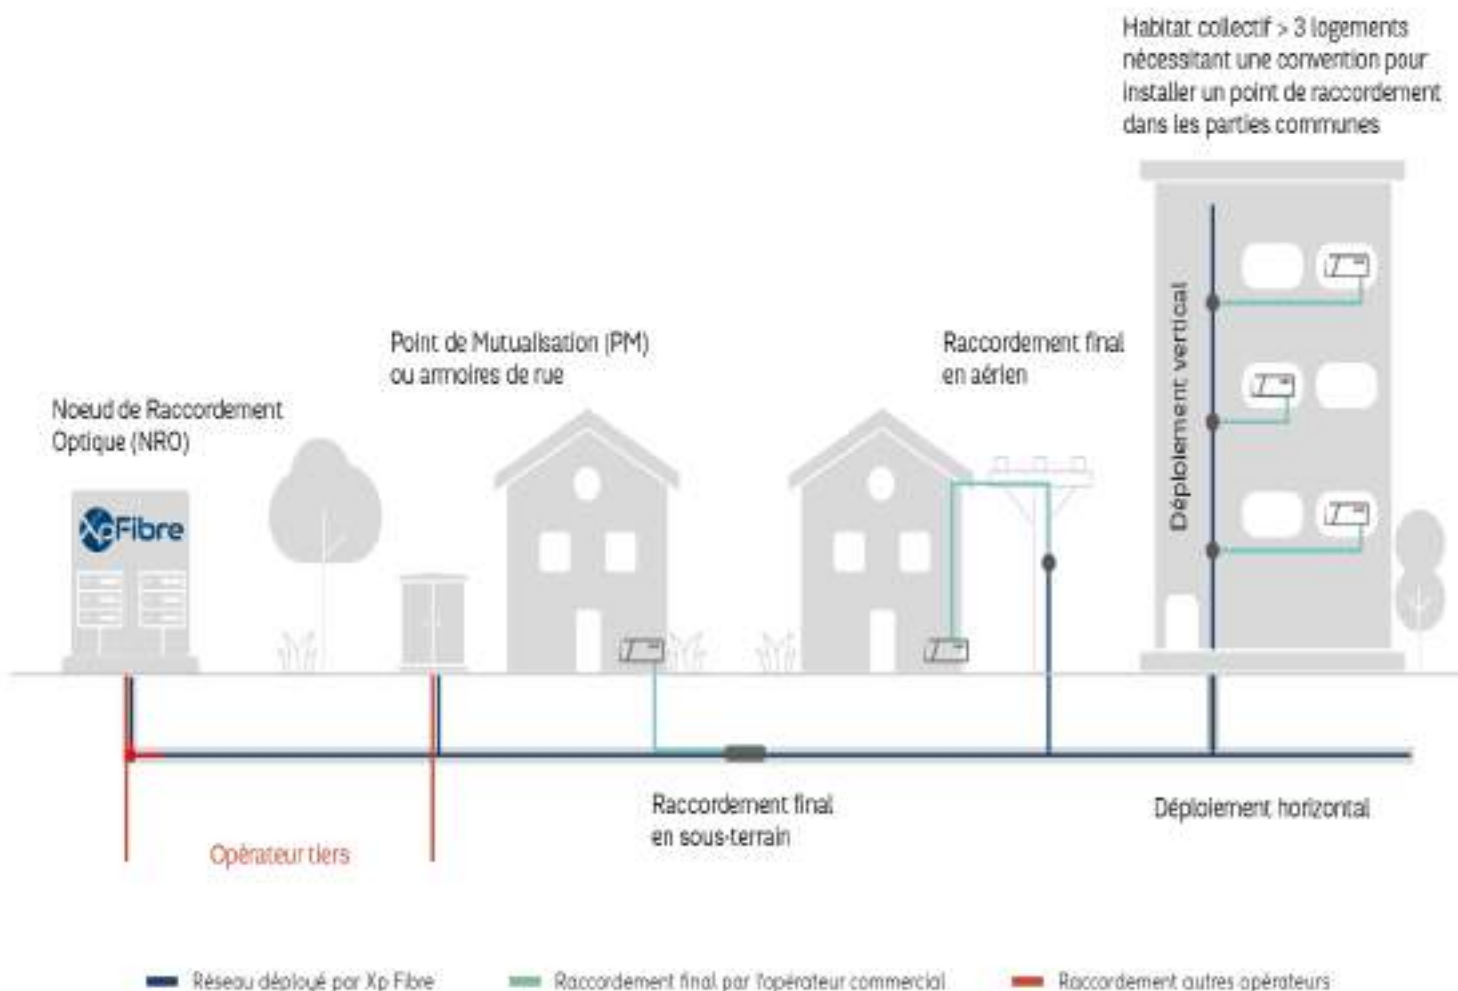 Habitat collectif > 3 logements
nécessitant une convention pour
installer un point de raccordement
dans les parties communes
Déploiement vertical
Point de Mutualisation (PM)
ou armoires de rue
Raccordement final
en aérien
Noeud de Raccordement
Optique (NRO)
XpFibre
Raccordement final
en sous-terrain
Déploiement horizontal
Opérateur tiers
Réseau déployé par Xp Fibre
Raccordement final par l'opérateur commercial
Raccordement autres opérateurs